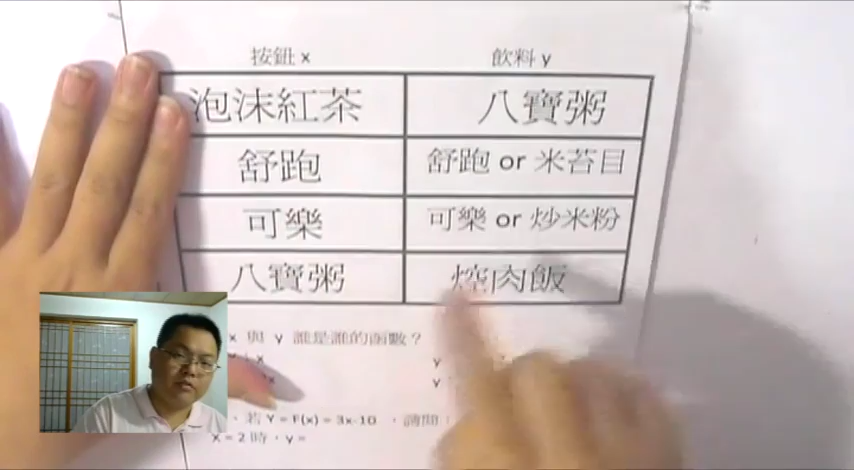 按鈕 x 飲料 y
泡沫紅茶 八寶粥
舒跑 舒跑 or 米苔目
可樂 可樂 or 炒米粉
八寶粥 焢肉飯
x 與 y 誰是誰的函數？
x y
y
、若 Y = F(x) = 3x-10 ，請問
x = 2 時，y =